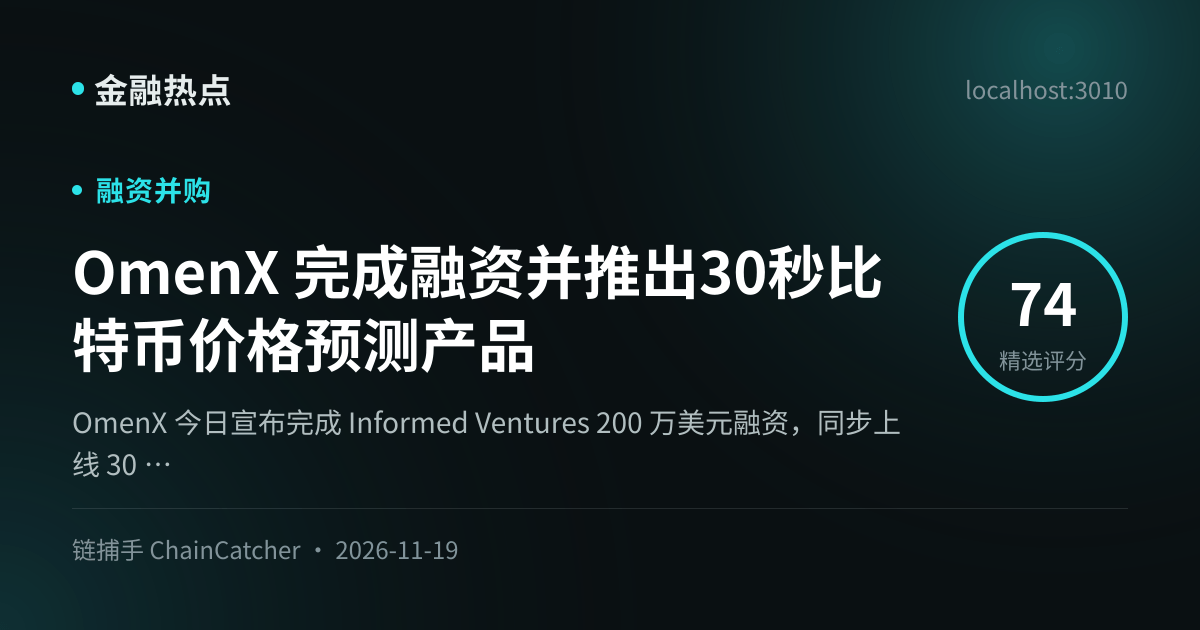 金融热点
localhost:3010
融资并购
OmenX 完成融资并推出30秒比
特币价格预测产品
74
精选评分
OmenX 今日宣布完成 Informed Ventures 200 万美元融资，同步上
线 30 …
链捕手 ChainCatcher · 2026-11-19